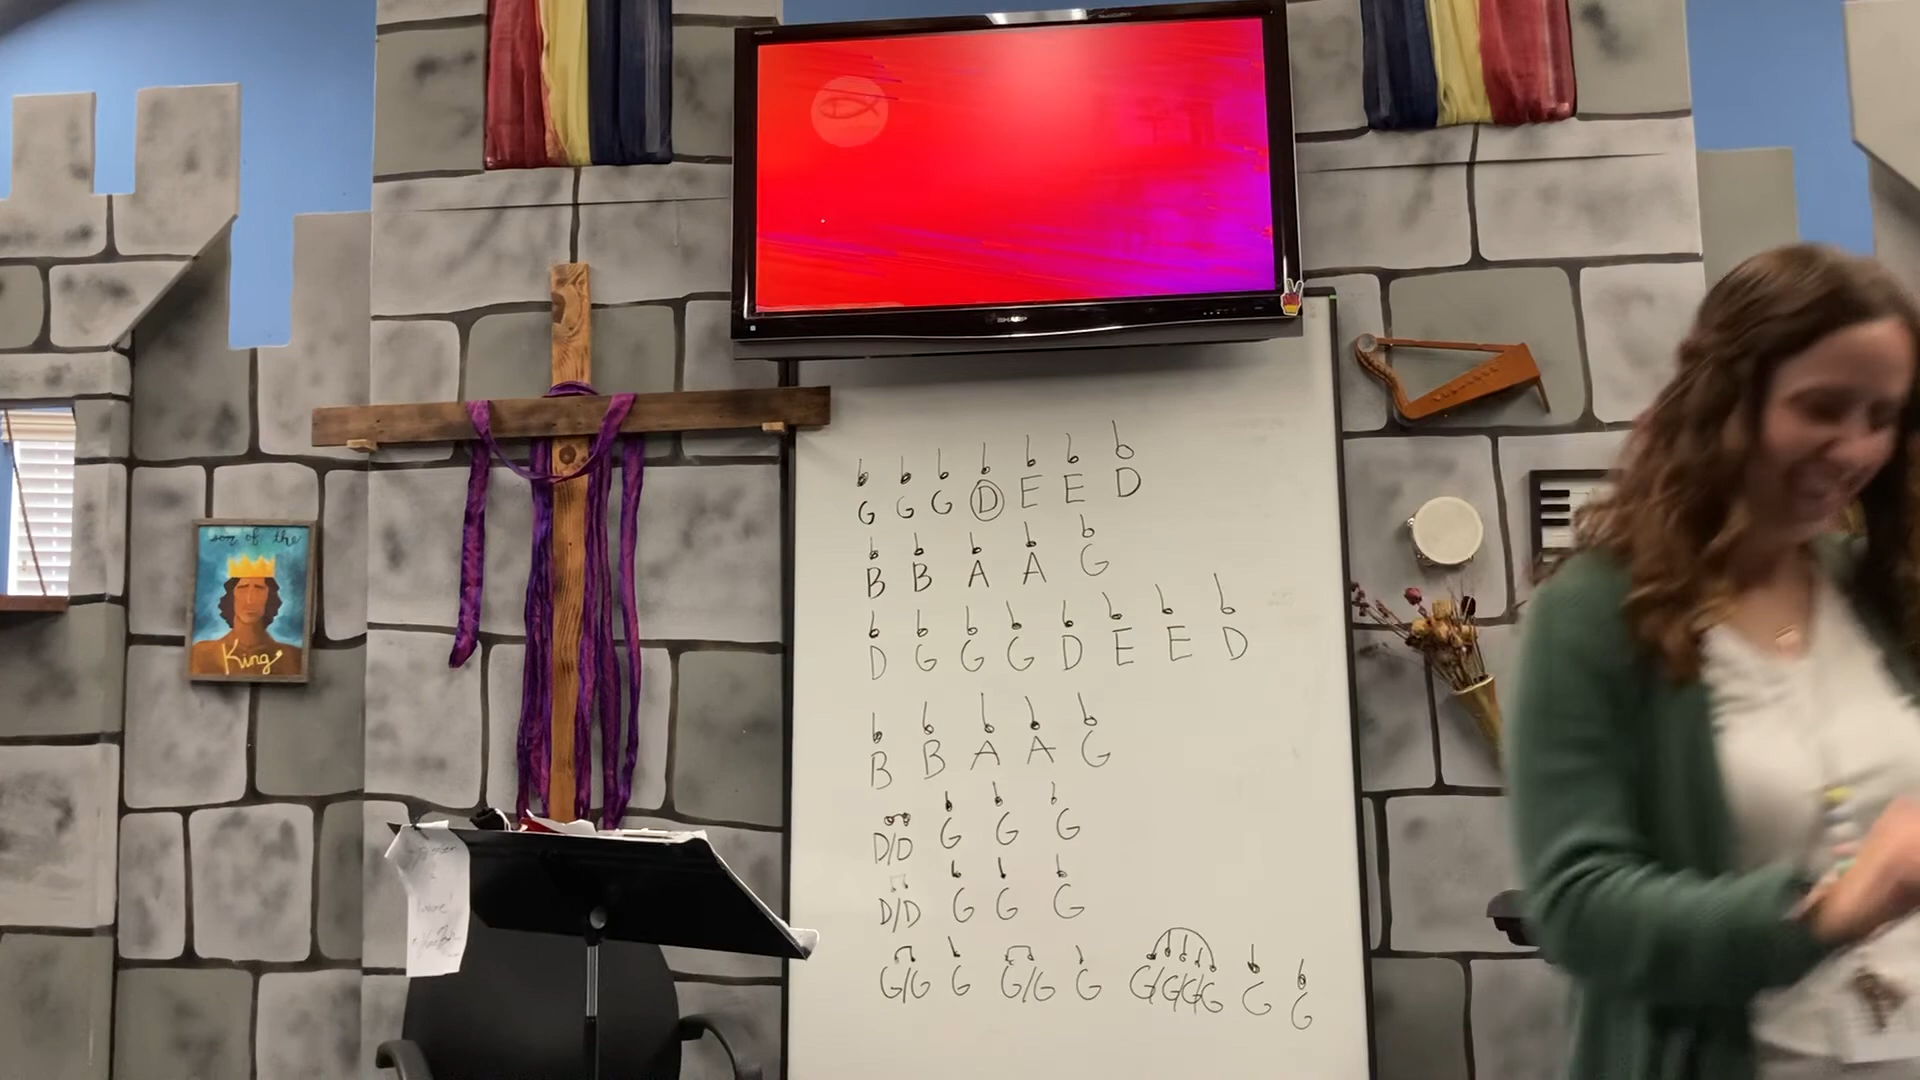 SHARP
G G G D E E D
B B A A G
D G G G D E E D
B B A A G
D/D G G G
D/D G G G
G/G G G/G G G/G/G/G G G
son of the
King